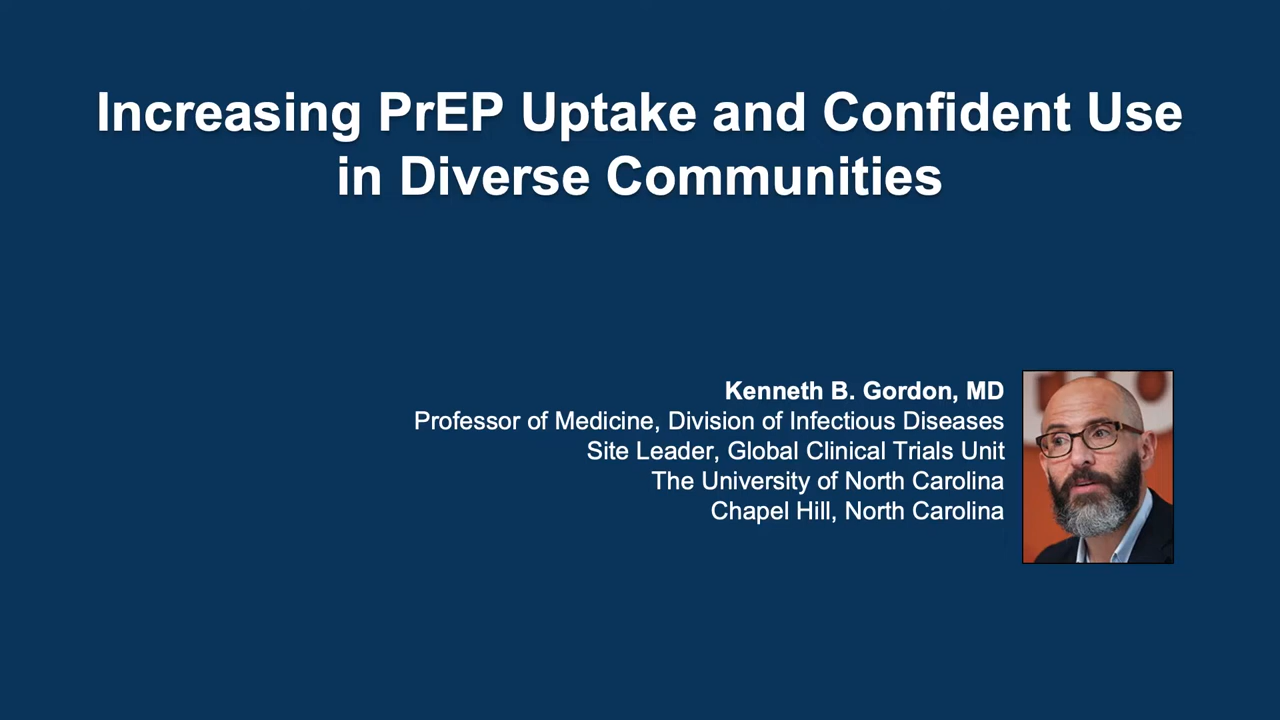 Increasing PrEP Uptake and Confident Use
in Diverse Communities
Kenneth B. Gordon, MD
Professor of Medicine, Division of Infectious Diseases
Site Leader, Global Clinical Trials Unit
The University of North Carolina
Chapel Hill, North Carolina